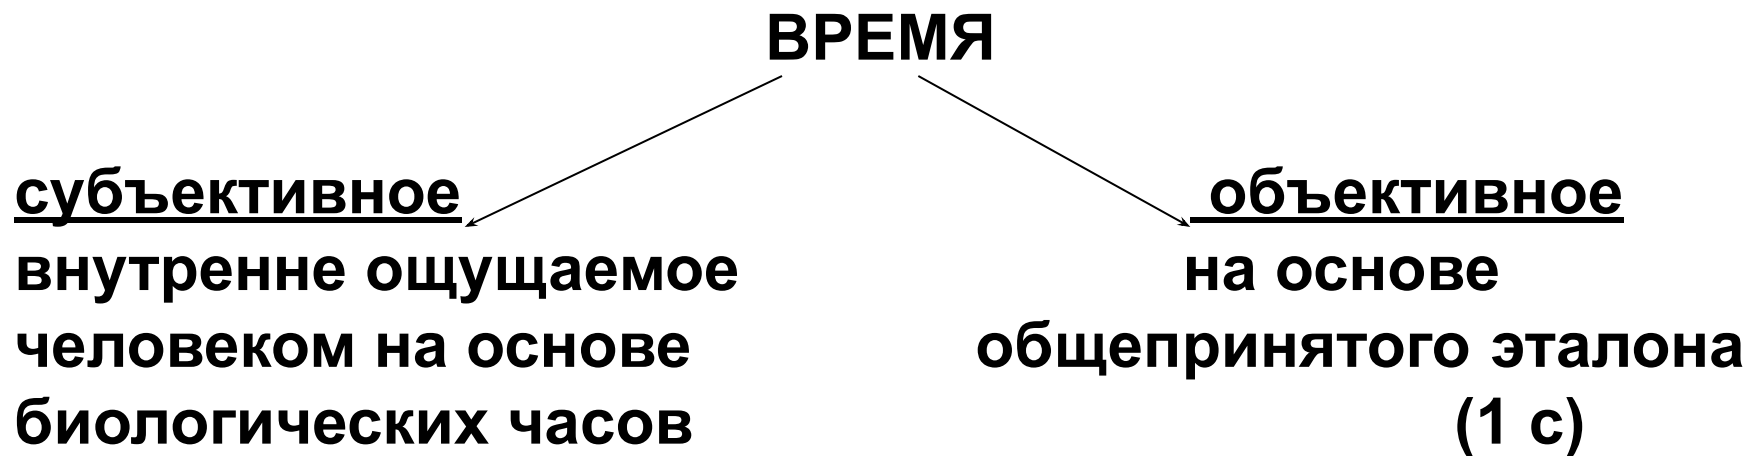 ВРЕМЯ
субъективное объективное
внутренне ощущаемое на основе
человеком на основе общепринятого эталона
биологических часов (1 с)